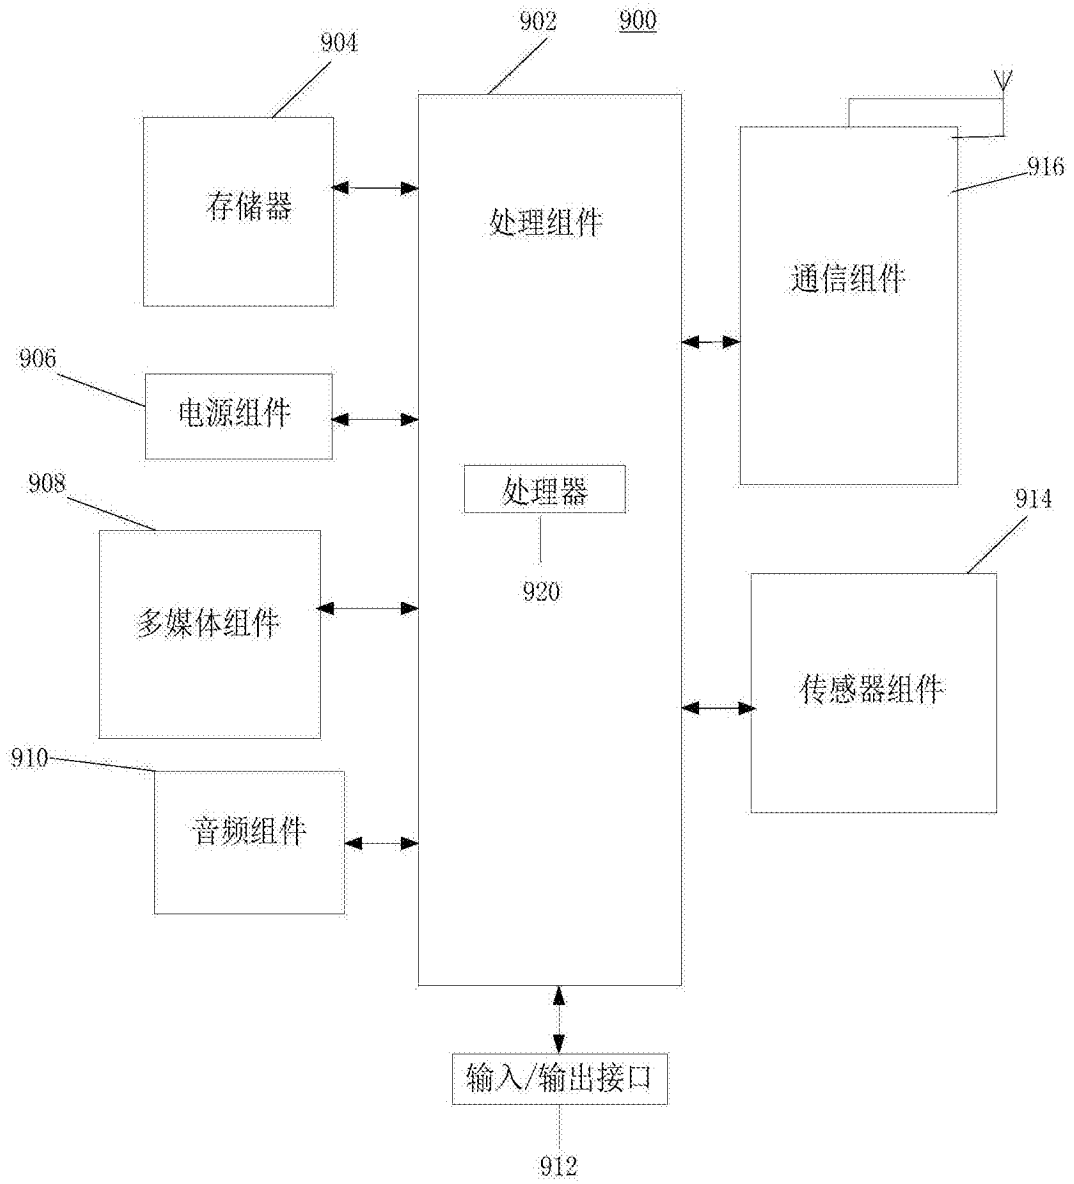 902
900
904
存储器
处理组件
916
通信组件
906
电源组件
908
处理器
914
920
多媒体组件
传感器组件
910
音频组件
输入/输出接口
912